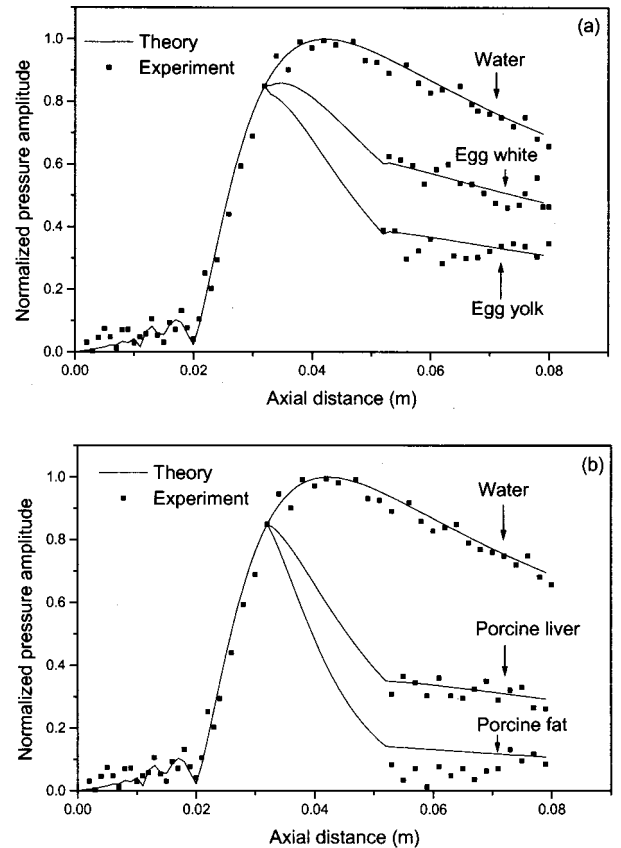 (a)
Theory
Experiment
Water
Egg white
Egg yolk
Normalized pressure amplitude
1.0
0.8
0.6
0.4
0.2
0.0
0.00 0.02 0.04 0.06 0.08
Axial distance (m)
(b)
Theory
Experiment
Water
Porcine liver
Porcine fat
Normalized pressure amplitude
1.0
0.8
0.6
0.4
0.2
0.0
0.00 0.02 0.04 0.06 0.08
Axial distance (m)